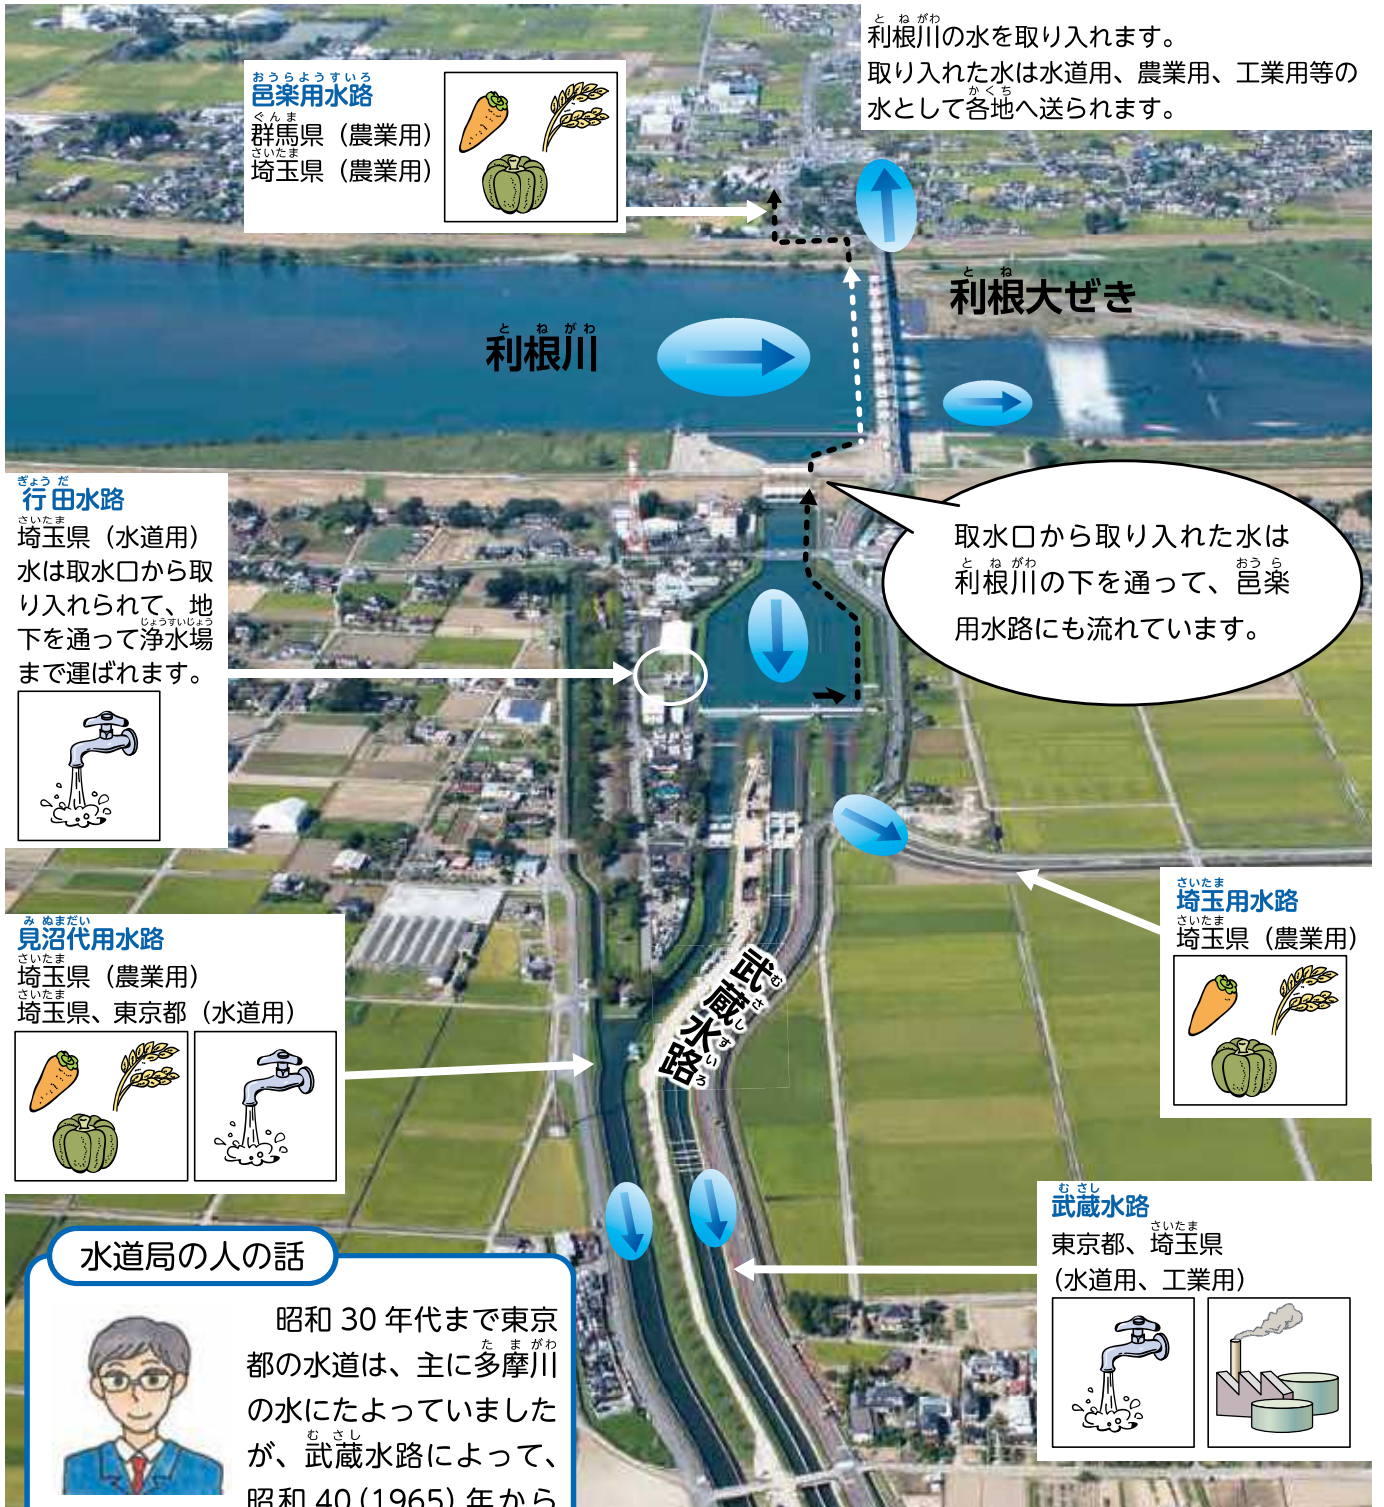 利根川の水を取り入れます。
取り入れた水は水道用、農業用、工業用等の
水として各地へ送られます。
邑楽用水路
群馬県（農業用）
埼玉県（農業用）
利根大ぜき
利根川
取水口から取り入れた水は
利根川の下を通って、邑楽
用水路にも流れています。
行田水路
埼玉県（水道用）
水は取水口から取
り入れられて、地
下を通って浄水場
まで運ばれます。
埼玉用水路
埼玉県（農業用）
見沼代用水路
埼玉県（農業用）
埼玉県、東京都（水道用）
武蔵水路
武蔵水路
東京都、埼玉県
（水道用、工業用）
水道局の人の話
昭和 30 年代まで東京
都の水道は、主に多摩川
の水にたよっていました
が、武蔵水路によって、
昭和 40 (1965) 年から